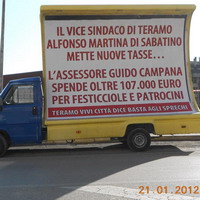 IL VICE SINDACO DI TERAMO
ALFONSO MARTINA DI SABATINO
METTE NUOVE TASSE...
L'ASSESSORE GUIDO CAMPANA
SPENDE OLTRE 107.000 EURO
PER FESTICCIOLE E PATROCINI
TERAMO VIVI CITTÀ DICE BASTA AGLI SPRECHI
21.01.2012